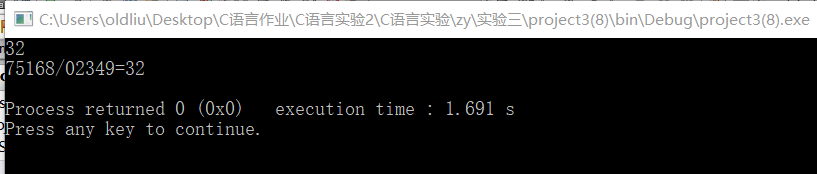 C:\Users\oldliu\Desktop\C语言作业\C语言实验2\C语言实验\zy\实验三\project3(8)\bin\Debug\project3(8).exe
32
75168/02349=32
Process returned 0 (0x0)   execution time : 1.691 s
Press any key to continue.